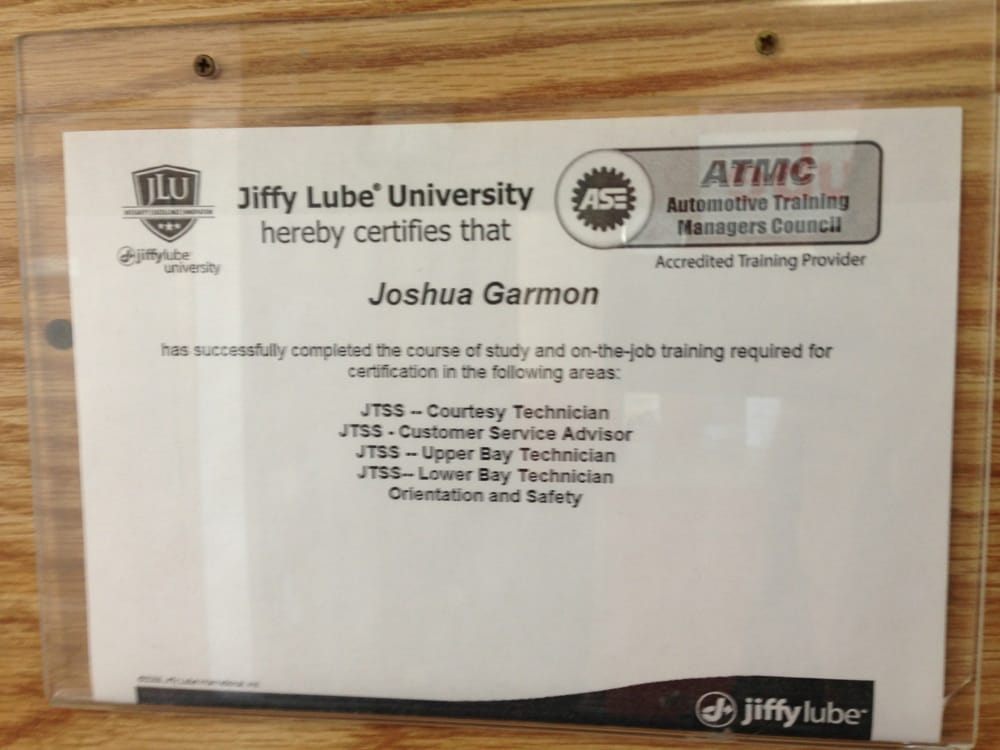 JLU
INTEGRITY EXCELLENCE INNOVATION
jiffylube
university
Jiffy Lube® University
hereby certifies that
ASE
ATMC
Automotive Training
Managers Council
Accredited Training Provider
Joshua Garmon
has successfully completed the course of study and on-the-job training required for
certification in the following areas:
JTSS -- Courtesy Technician
JTSS - Customer Service Advisor
JTSS -- Upper Bay Technician
JTSS-- Lower Bay Technician
Orientation and Safety
jiffylube